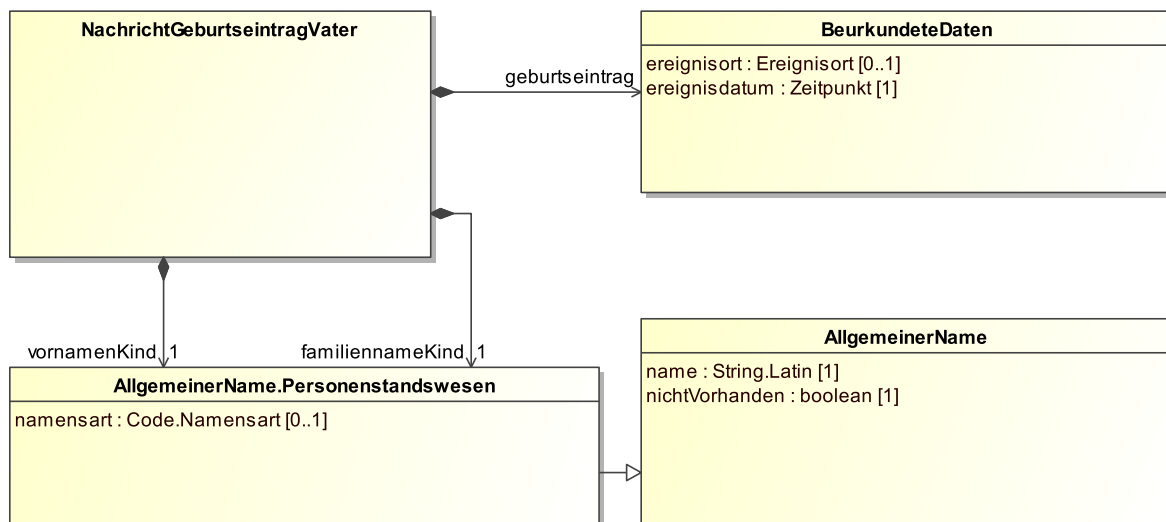 NachrichtGeburtseintragVater
BeurkundeteDaten
ereignisort : Ereignisort [0..1]
ereignisdatum : Zeitpunkt [1]
geburtseintrag
vornamenKind 1
familiennameKind 1
AllgemeinerName
name : String.Latin [1]
nichtVorhanden : boolean [1]
AllgemeinerName.Personenstandswesen
namensart : Code.Namensart [0..1]